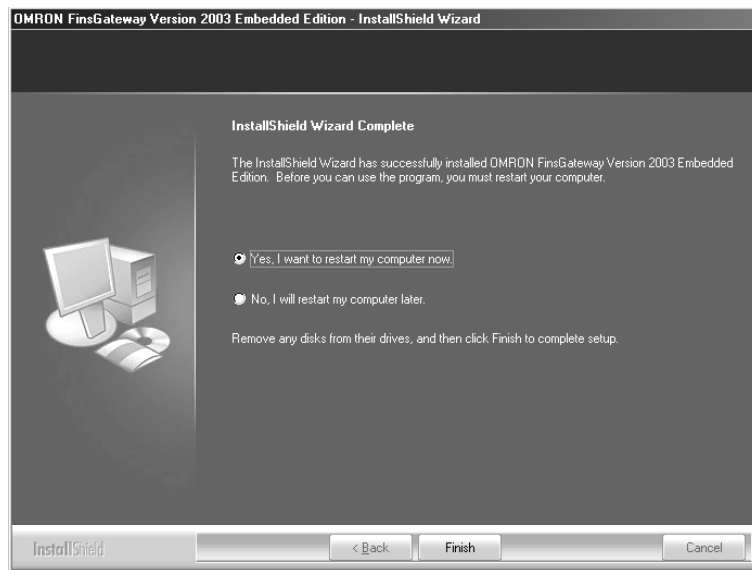 OMRON FinsGateway Version 2003 Embedded Edition - InstallShield Wizard
InstallShield Wizard Complete
The InstallShield Wizard has successfully installed OMRON FinsGateway Version 2003 Embedded
Edition. Before you can use the program, you must restart your computer.
Yes, I want to restart my computer now.
No, I will restart my computer later.
Remove any disks from their drives, and then click Finish to complete setup.
InstallShield
< Back
Finish
Cancel